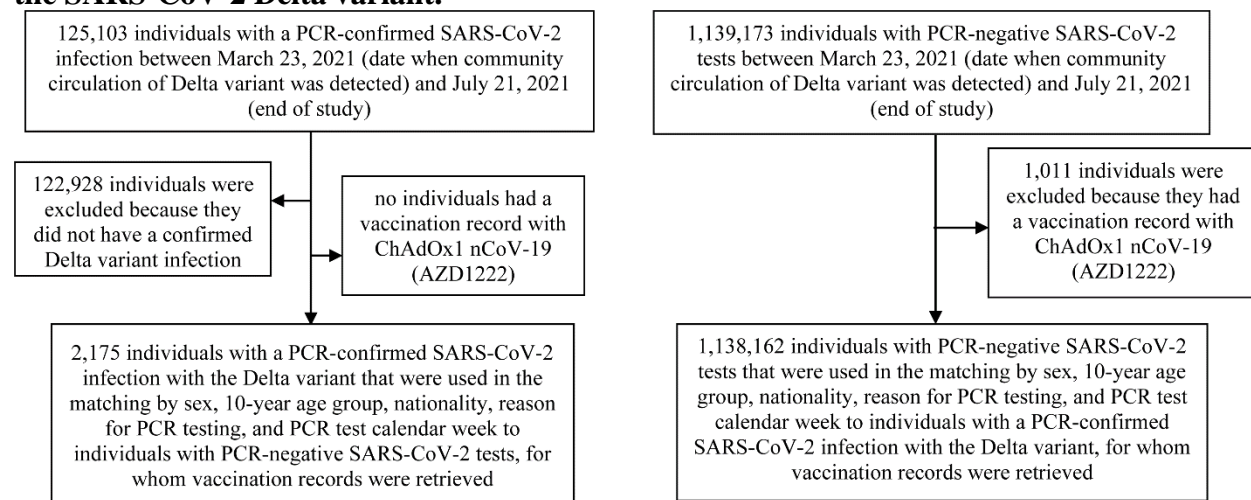 the SARS-CoV-2 Delta variant.
125,103 individuals with a PCR-confirmed SARS-CoV-2
infection between March 23, 2021 (date when community
circulation of Delta variant was detected) and July 21, 2021
(end of study)
1,139,173 individuals with PCR-negative SARS-CoV-2
tests between March 23, 2021 (date when community
circulation of Delta variant was detected) and July 21, 2021
(end of study)
122,928 individuals were
excluded because they
did not have a confirmed
Delta variant infection
no individuals had a
vaccination record with
ChAdOx1 nCoV-19
(AZD1222)
1,011 individuals were
excluded because they had
a vaccination record with
ChAdOx1 nCoV-19
(AZD1222)
2,175 individuals with a PCR-confirmed SARS-CoV-2
infection with the Delta variant that were used in the
matching by sex, 10-year age group, nationality, reason
for PCR testing, and PCR test calendar week to
individuals with PCR-negative SARS-CoV-2 tests, for
whom vaccination records were retrieved
1,138,162 individuals with PCR-negative SARS-CoV-2
tests that were used in the matching by sex, 10-year age
group, nationality, reason for PCR testing, and PCR test
calendar week to individuals with a PCR-confirmed
SARS-CoV-2 infection with the Delta variant, for whom
vaccination records were retrieved